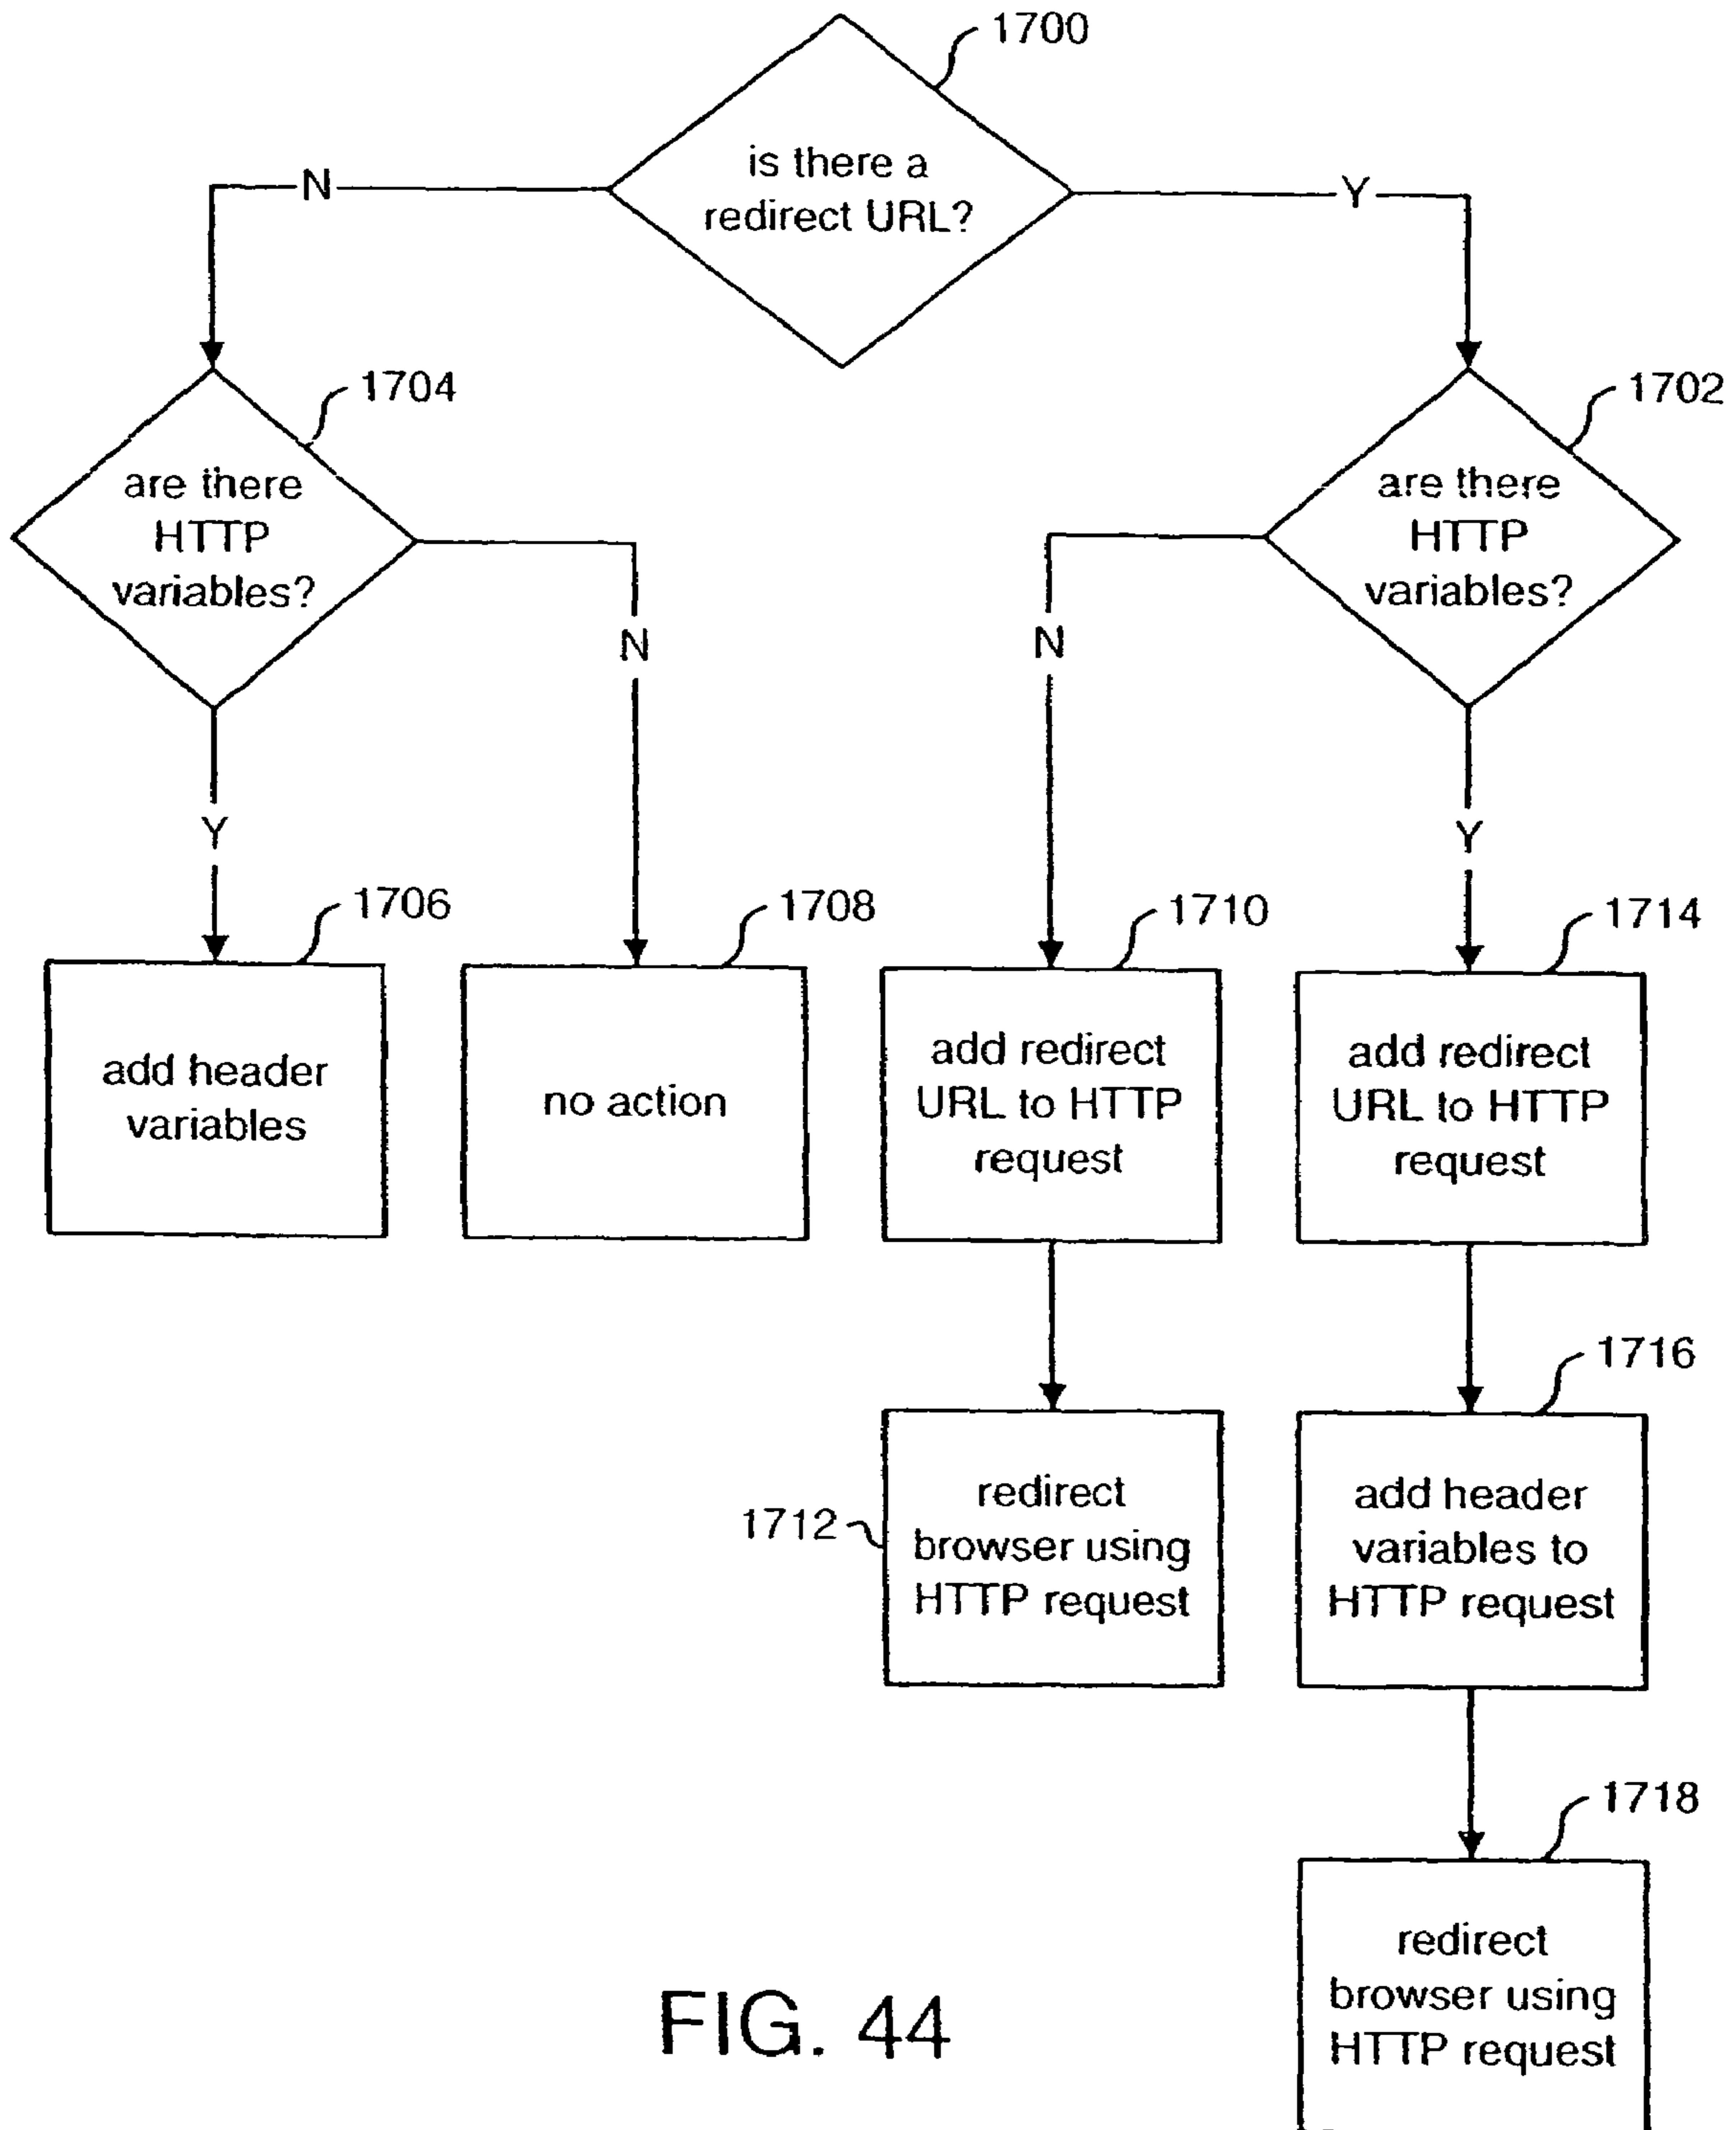 1700
is there a
redirect URL?
N
Y
1704
1702
are there
HTTP
variables?
are there
HTTP
variables?
N
N
Y
Y
1706
1708
1710
1714
add header
variables
no action
add redirect
URL to HTTP
request
add redirect
URL to HTTP
request
1716
1712
redirect
browser using
HTTP request
add header
variables to
HTTP request
1718
redirect
browser using
HTTP request
FIG. 44